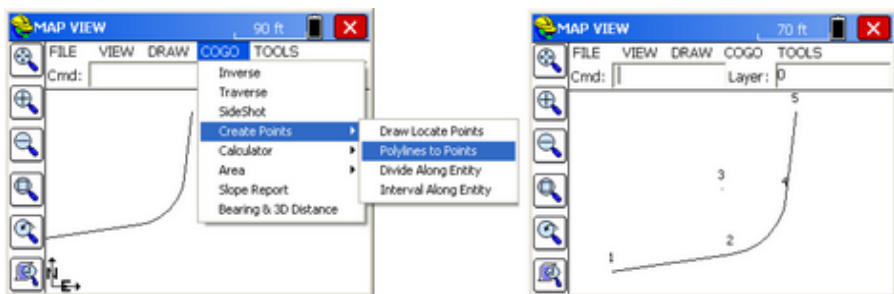 MAP VIEW 90 ft
FILE VIEW DRAW COGO TOOLS
Cmd:
Inverse
Traverse
SideShot
Create Points
Calculator
Area
Slope Report
Bearing & 3D Distance
Draw Locate Points
Polylines to Points
Divide Along Entity
Interval Along Entity
N
E
MAP VIEW 70 ft
FILE VIEW DRAW COGO TOOLS
Cmd: Layer: 0
5
3 4
2
1